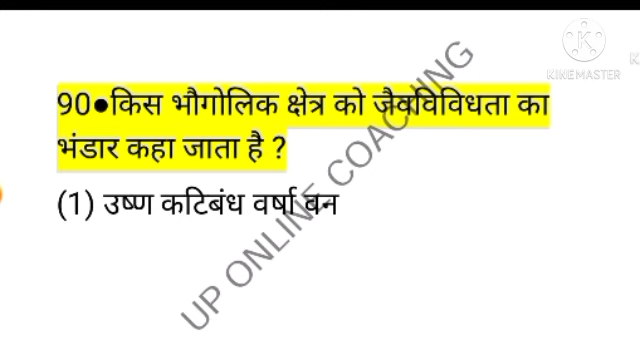 KINEMASTER
K
90●किस भौगोलिक क्षेत्र को जैवविविधता का
भंडार कहा जाता है ?
(1) उष्ण कटिबंध वर्षा वन
UP ONLINE COACHING